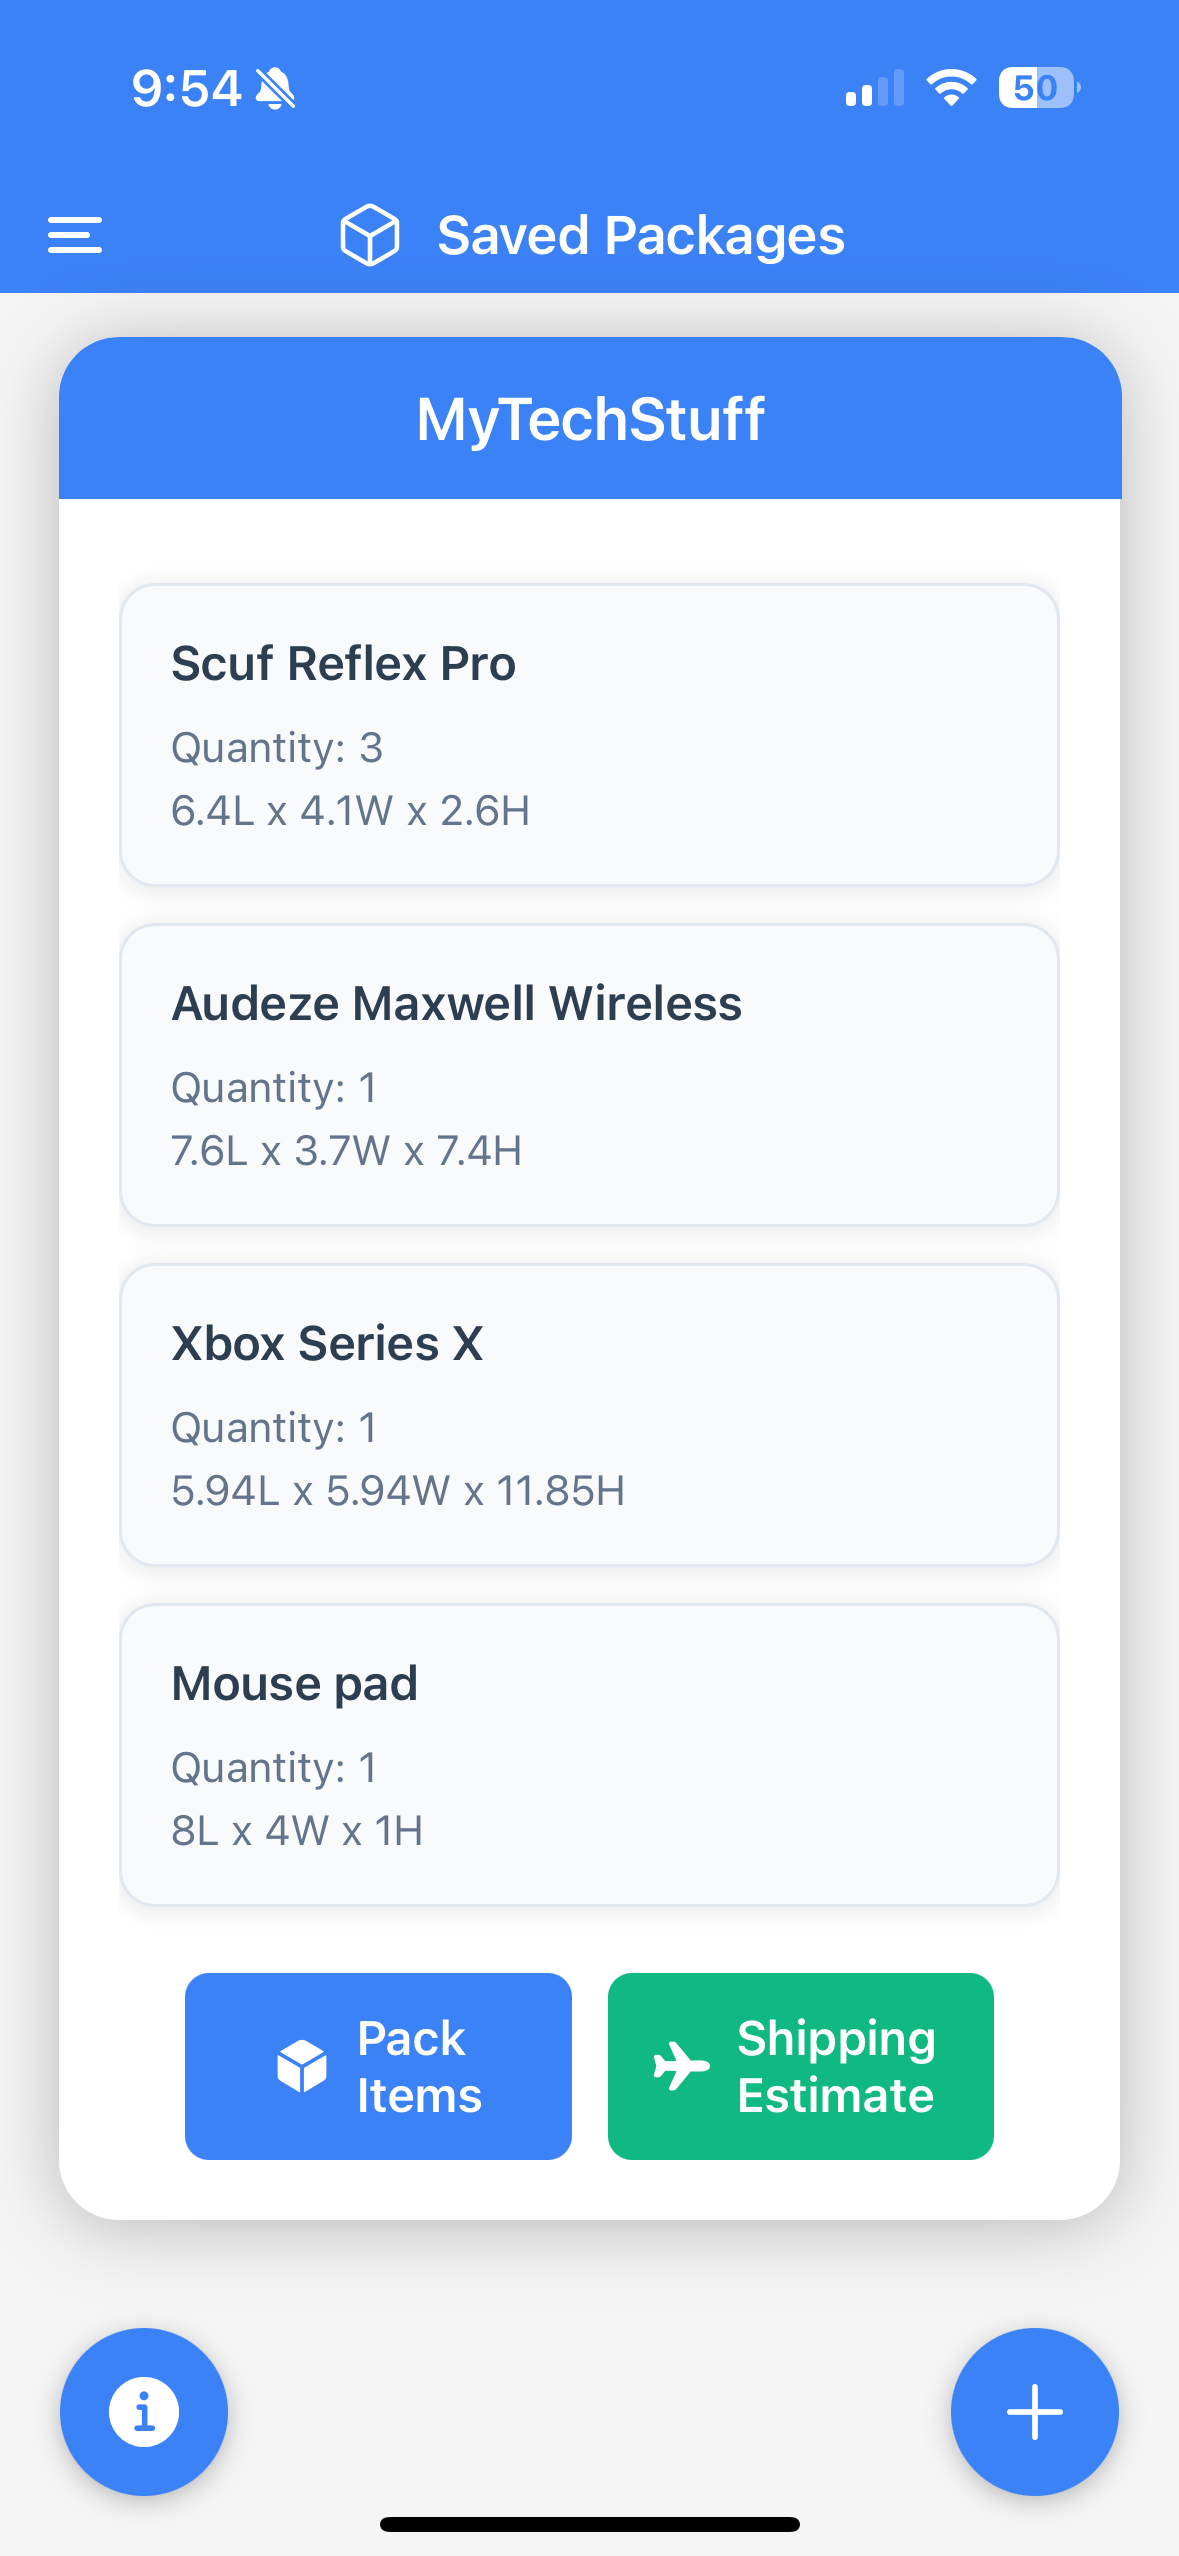 9:54
50
Saved Packages
MyTechStuff
Scuf Reflex Pro
Quantity: 3
6.4L x 4.1W x 2.6H
Audeze Maxwell Wireless
Quantity: 1
7.6L x 3.7W x 7.4H
Xbox Series X
Quantity: 1
5.94L x 5.94W x 11.85H
Mouse pad
Quantity: 1
8L x 4W x 1H
Pack
Items
Shipping
Estimate